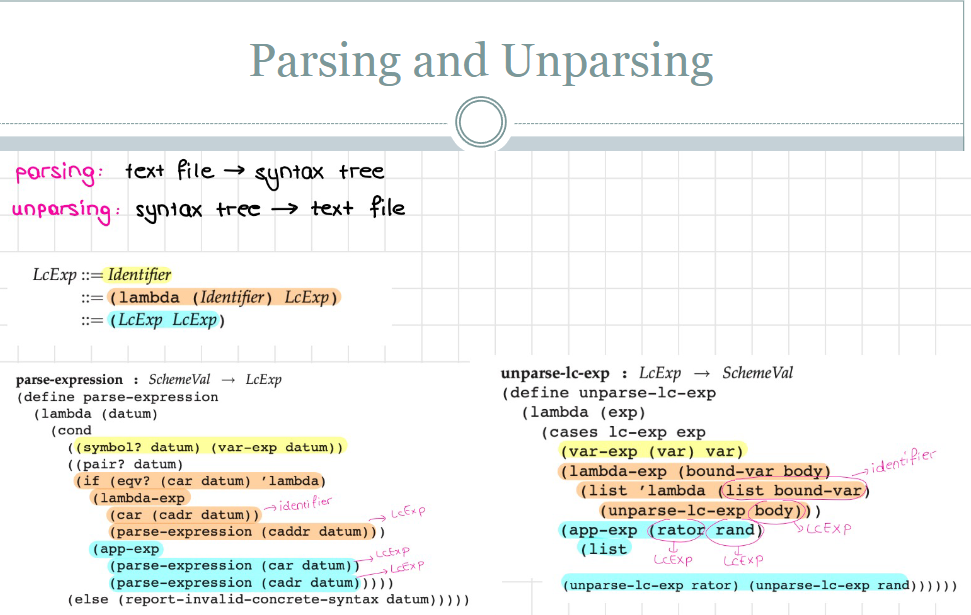 Parsing and Unparsing
parsing: text file → syntax tree
unparsing: syntax tree → text file
LcExp ::= Identifier
::= (lambda (Identifier) LcExp)
::= (LcExp LcExp)
parse-expression : SchemeVal → LcExp
(define parse-expression
(lambda (datum)
(cond
((symbol? datum) (var-exp datum))
((pair? datum)
(if (eqv? (car datum) 'lambda)
(lambda-exp
(car (cadr datum)) → identifier
(parse-expression (caddr datum))) → LcExp
(app-exp
(parse-expression (car datum)) → LcExp
(parse-expression (cadr datum))))) → LcExp
(else (report-invalid-concrete-syntax datum)))))
unparse-lc-exp : LcExp → SchemeVal
(define unparse-lc-exp
(lambda (exp)
(cases lc-exp exp
(var-exp (var) var)
(lambda-exp (bound-var body) → identifier
(list 'lambda (list bound-var)
(unparse-lc-exp body))) → LCEXP
(app-exp (rator rand)
LCEXP LCEXP
(list
(unparse-lc-exp rator) (unparse-lc-exp rand))))))